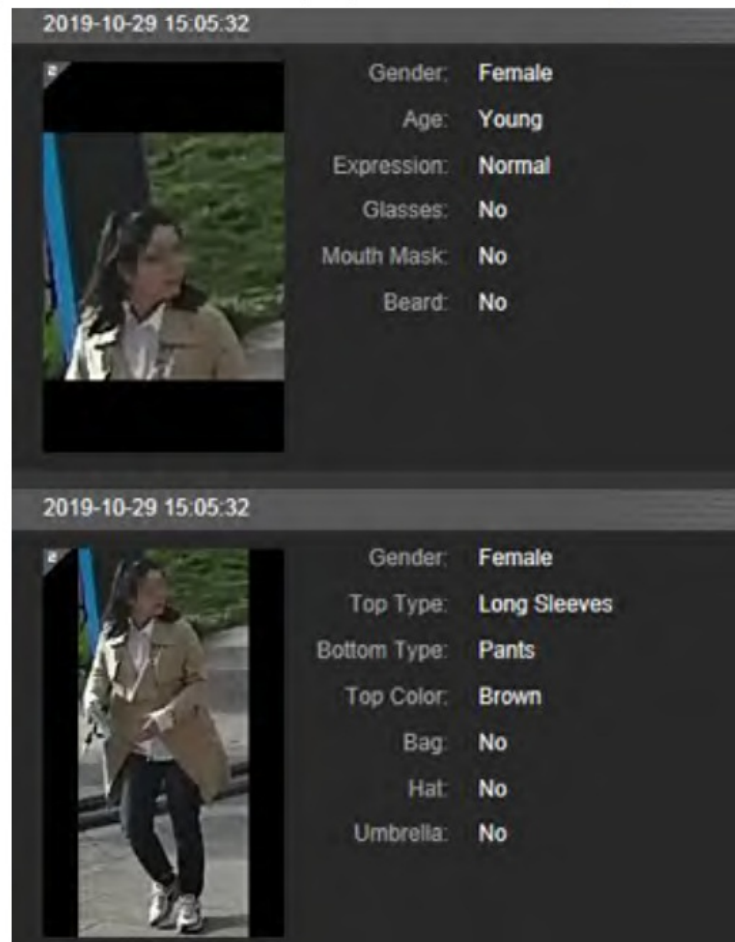 2019-10-29 15:05:32
Gender: Female
Age: Young
Expression: Normal
Glasses: No
Mouth Mask: No
Beard: No
2019-10-29 15:05:32
Gender: Female
Top Type: Long Sleeves
Bottom Type: Pants
Top Color: Brown
Bag: No
Hat: No
Umbrella: No